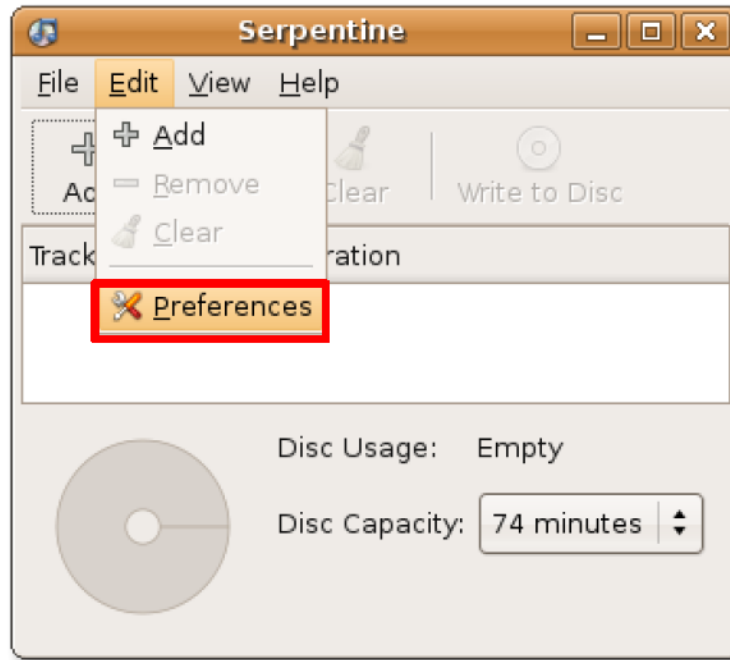 Serpentine
File Edit View Help
Add
Remove
Clear
Preferences
Ad
Clear
Write to Disc
Track
ration
Disc Usage: Empty
Disc Capacity: 74 minutes